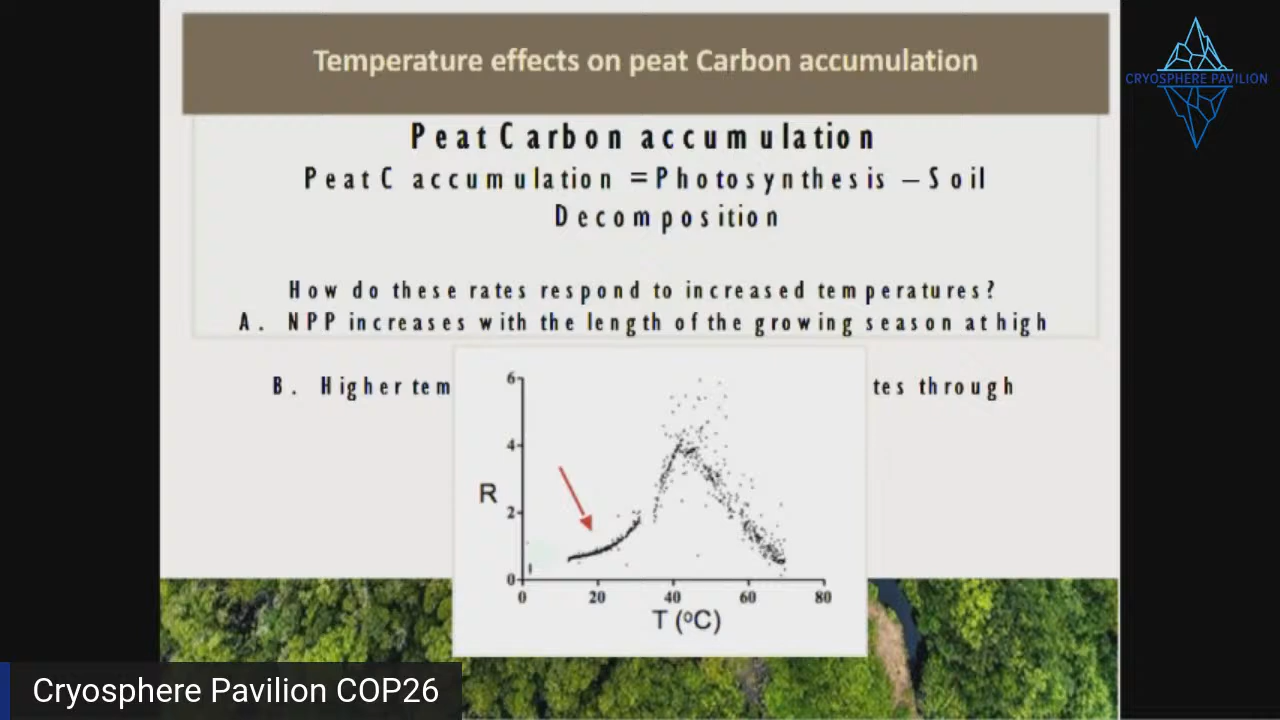 Temperature effects on peat Carbon accumulation
CRYOSPHERE PAVILION
Peat Carbon accumulation
Peat C accumulation = Photosynthesis – Soil
Decomposition
How do these rates respond to increased temperatures?
A. NPP increases with the length of the growing season at high
B. Higher tem
tes through
6
4
R
2
0
0 20 40 60 80
T (°C)
Cryosphere Pavilion COP26